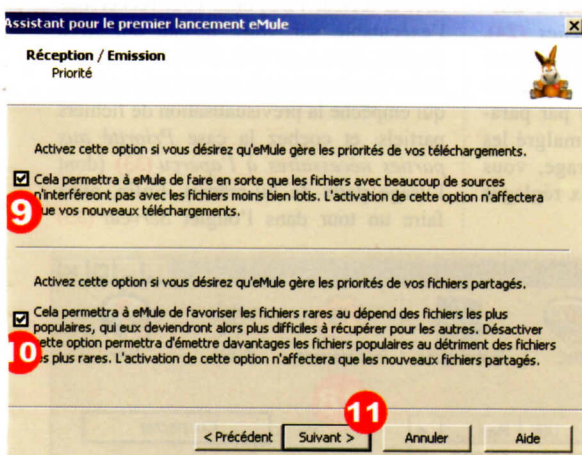 Assistant pour le premier lancement eMule
Réception / Emission
Priorité
Activez cette option si vous désirez qu'eMule gère les priorités de vos téléchargements.
Cela permettra à eMule de faire en sorte que les fichiers avec beaucoup de sources
n'interféreont pas avec les fichiers moins bien lotis. L'activation de cette option n'affectera
9
que vos nouveaux téléchargements.
Activez cette option si vous désirez qu'eMule gère les priorités de vos fichiers partagés.
Cela permettra à eMule de favoriser les fichiers rares au dépend des fichiers les plus
populaires, qui eux deviendront alors plus difficiles à récupérer pour les autres. Désactiver
10
cette option permettra d'émettre davantages les fichiers populaires au détriment des fichiers
les plus rares. L'activation de cette option n'affectera que les nouveaux fichiers partagés.
11
< Précédent
Suivant >
Annuler
Aide